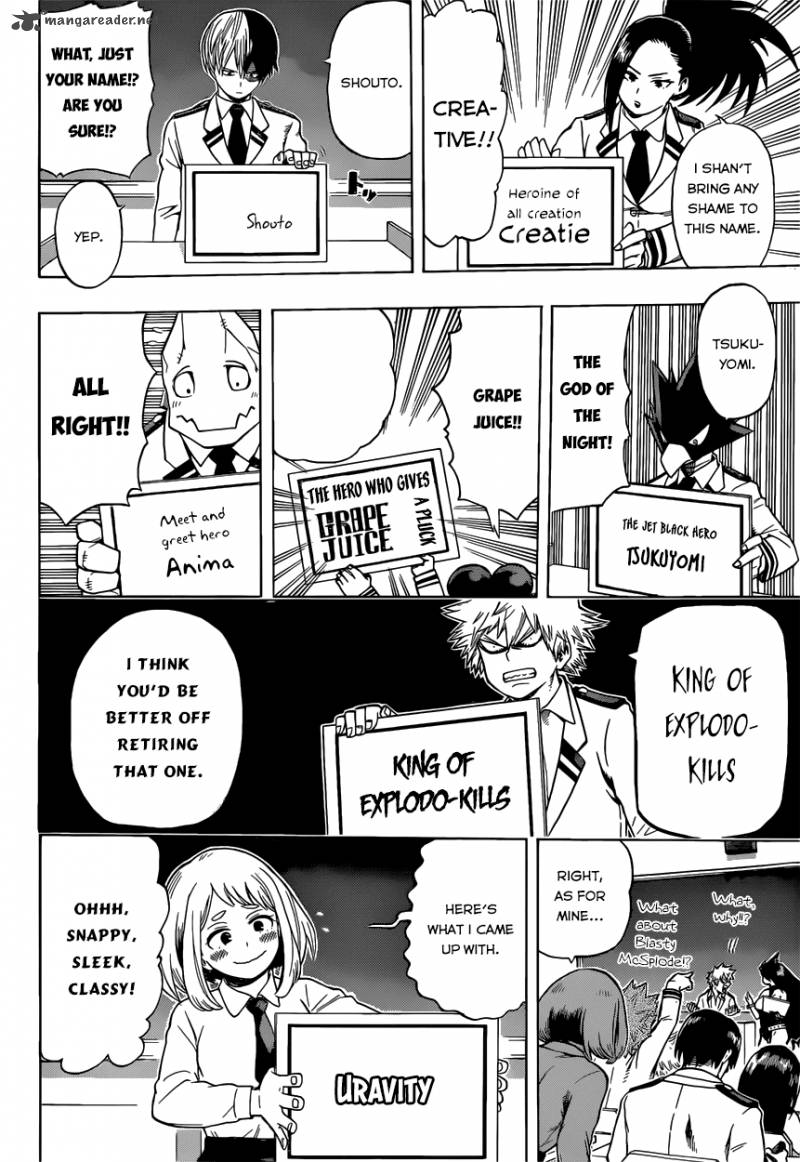 mangareader.net
CREA-
TIVE!!
I SHAN'T
BRING ANY
SHAME TO
THIS NAME.
Heroine of
all creation
Creatie
SHOUTO.
WHAT, JUST
YOUR NAME!?
ARE YOU
SURE!?
Shouto
YEP.
TSUKU-
YOMI.
THE
GOD OF
THE
NIGHT!
THE JET BLACK HERO
TSUKUYOMI
GRAPE
JUICE!!
THE HERO WHO GIVES
A PLUCK
GRAPE
JUICE
ALL
RIGHT!!
Meet and
greet hero
Anima
KING OF
EXPLODO-
KILLS
KING OF
EXPLODO-KILLS
I THINK
YOU'D BE
BETTER OFF
RETIRING
THAT ONE.
What,
why!!?
What
about
Blasty
McSplode!?
RIGHT,
AS FOR
MINE...
HERE'S
WHAT I CAME
UP WITH.
URAVITY
OHHH,
SNAPPY,
SLEEK,
CLASSY!